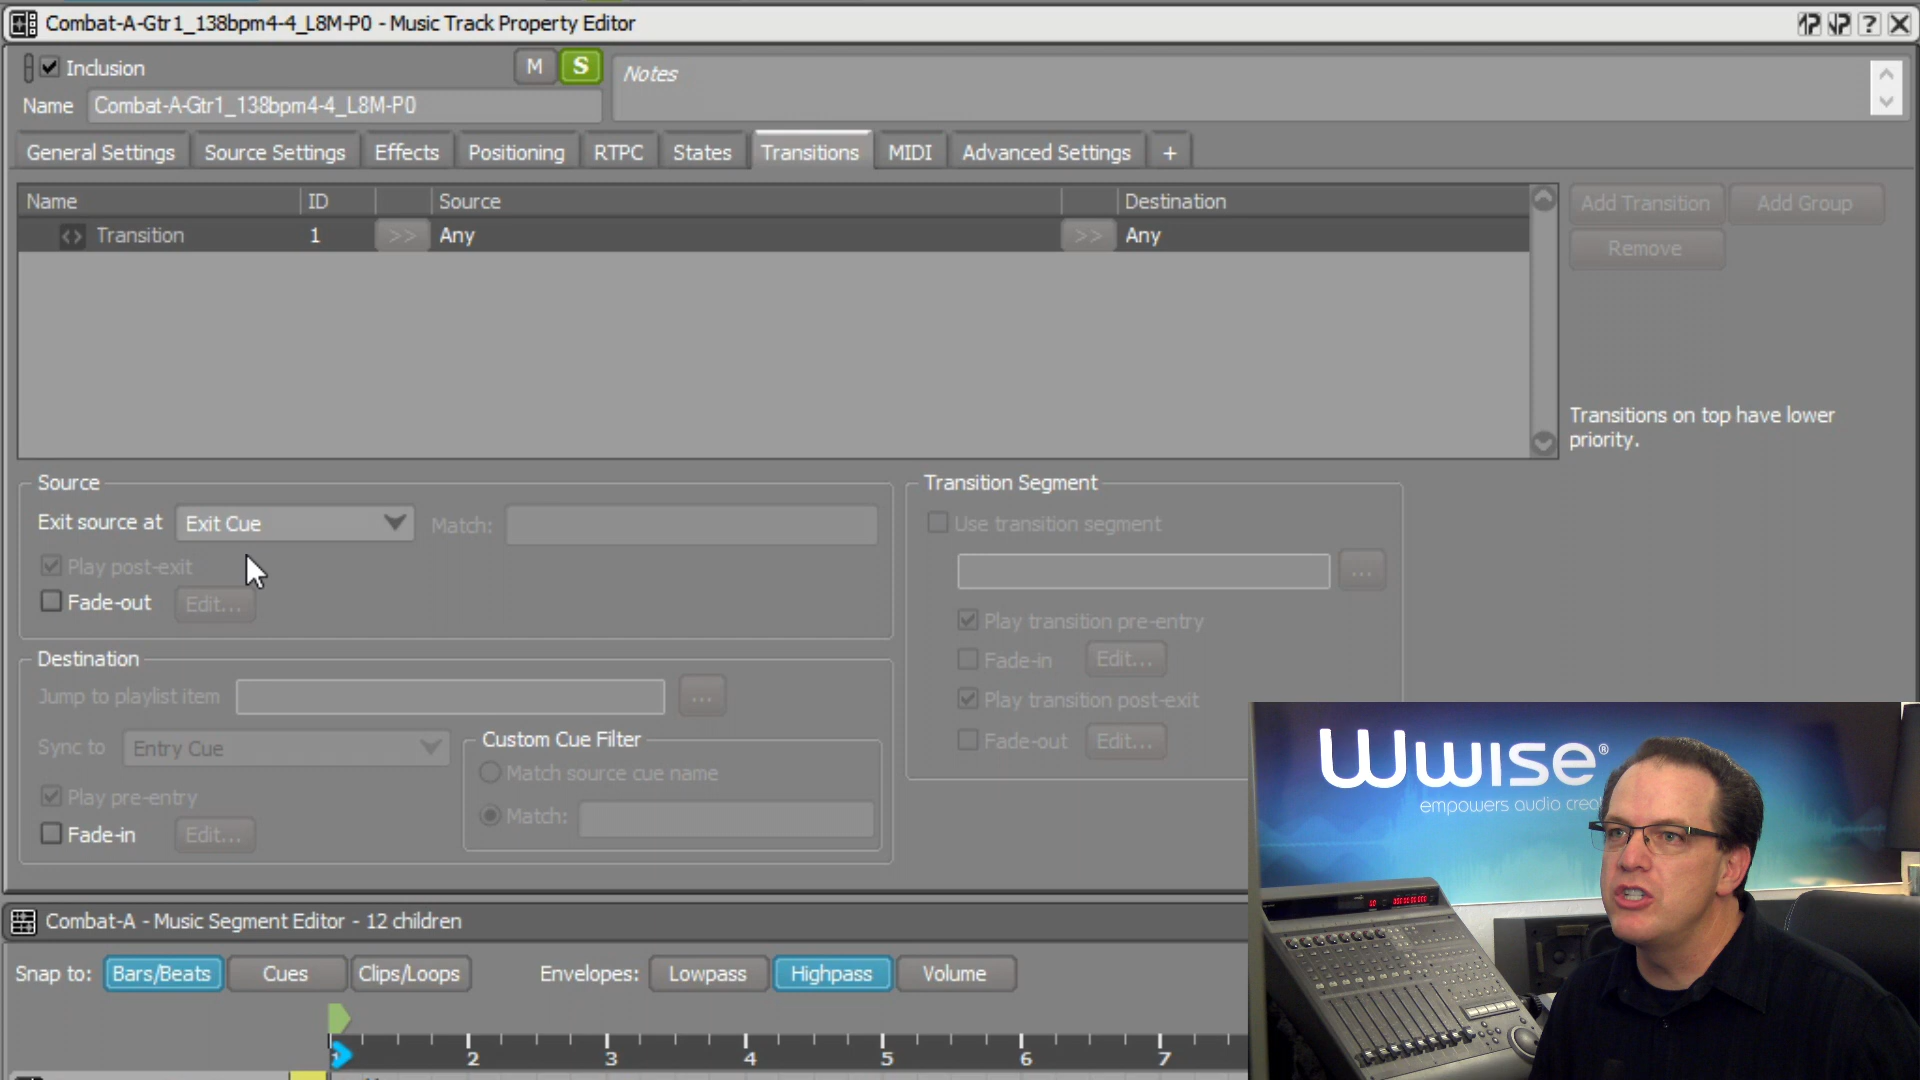 Combat-A-Gtr1_138bpm4-4_L8M-P0 - Music Track Property Editor
Inclusion
M
S
Notes
Name
Combat-A-Gtr1_138bpm4-4_L8M-P0
General Settings
Source Settings
Effects
Positioning
RTPC
States
Transitions
MIDI
Advanced Settings
+
Name
ID
Source
Destination
Transition
1
>>
Any
>>
Any
Add Transition
Add Group
Remove
Transitions on top have lower
priority.
Source
Exit source at
Exit Cue
Match:
Play post-exit
Fade-out
Edit...
Destination
Jump to playlist item
...
Sync to
Entry Cue
Play pre-entry
Fade-in
Edit...
Custom Cue Filter
Match source cue name
Match:
Transition Segment
Use transition segment
...
Play transition pre-entry
Fade-in
Edit...
Play transition post-exit
Fade-out
Edit...
Wwise®
empowers audio crea
Combat-A - Music Segment Editor - 12 children
Snap to:
Bars/Beats
Cues
Clips/Loops
Envelopes:
Lowpass
Highpass
Volume
2
3
4
5
6
7